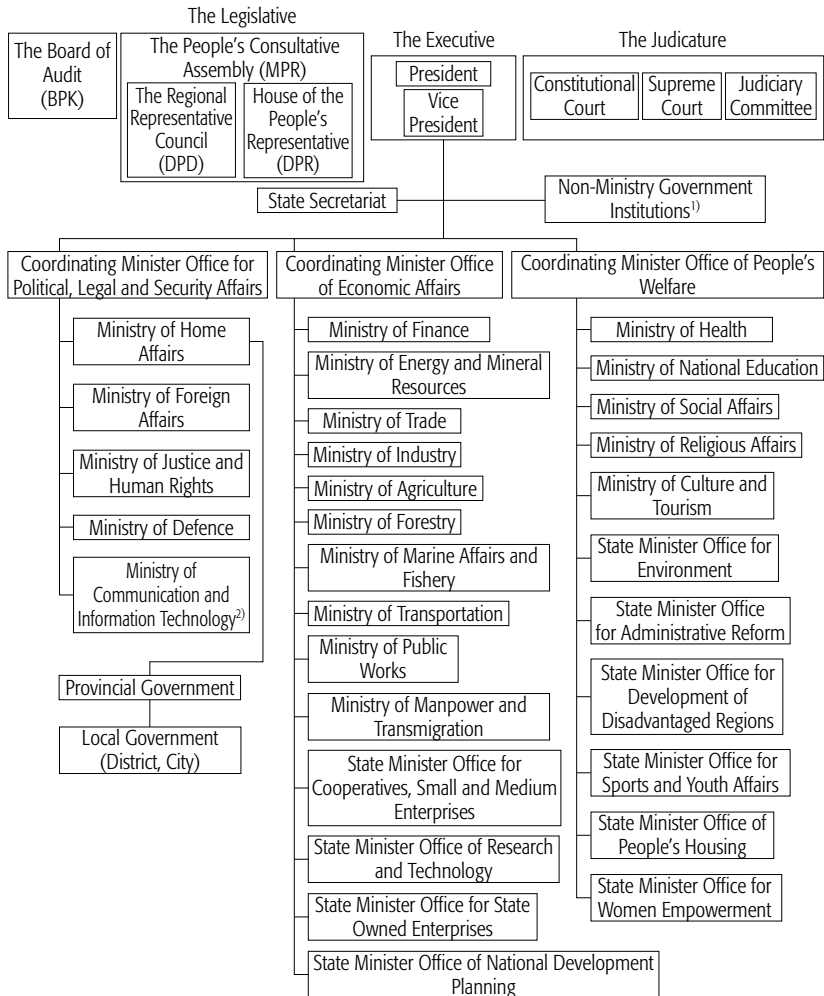 The Legislative
The Board of
Audit
(BPK)
The People's Consultative
Assembly (MPR)
The Regional
Representative
Council
(DPD)
House of the
People's
Representative
(DPR)
The Executive
President
Vice
President
The Judicature
Constitutional
Court
Supreme
Court
Judiciary
Committee
State Secretariat
Non-Ministry Government
Institutions1)
Coordinating Minister Office for
Political, Legal and Security Affairs
Ministry of Home
Affairs
Ministry of Foreign
Affairs
Ministry of Justice and
Human Rights
Ministry of Defence
Ministry of
Communication and
Information Technology2)
Provincial Government
Local Government
(District, City)
Coordinating Minister Office
of Economic Affairs
Ministry of Finance
Ministry of Energy and Mineral
Resources
Ministry of Trade
Ministry of Industry
Ministry of Agriculture
Ministry of Forestry
Ministry of Marine Affairs and
Fishery
Ministry of Transportation
Ministry of Public
Works
Ministry of Manpower and
Transmigration
State Minister Office for
Cooperatives, Small and Medium
Enterprises
State Minister Office of Research
and Technology
State Minister Office for State
Owned Enterprises
State Minister Office of National Development
Planning
Coordinating Minister Office of People's
Welfare
Ministry of Health
Ministry of National Education
Ministry of Social Affairs
Ministry of Religious Affairs
Ministry of Culture and
Tourism
State Minister Office for
Environment
State Minister Office
for Administrative Reform
State Minister Office for
Development of
Disadvantaged Regions
State Minister Office for
Sports and Youth Affairs
State Minister Office of
People's Housing
State Minister Office for
Women Empowerment